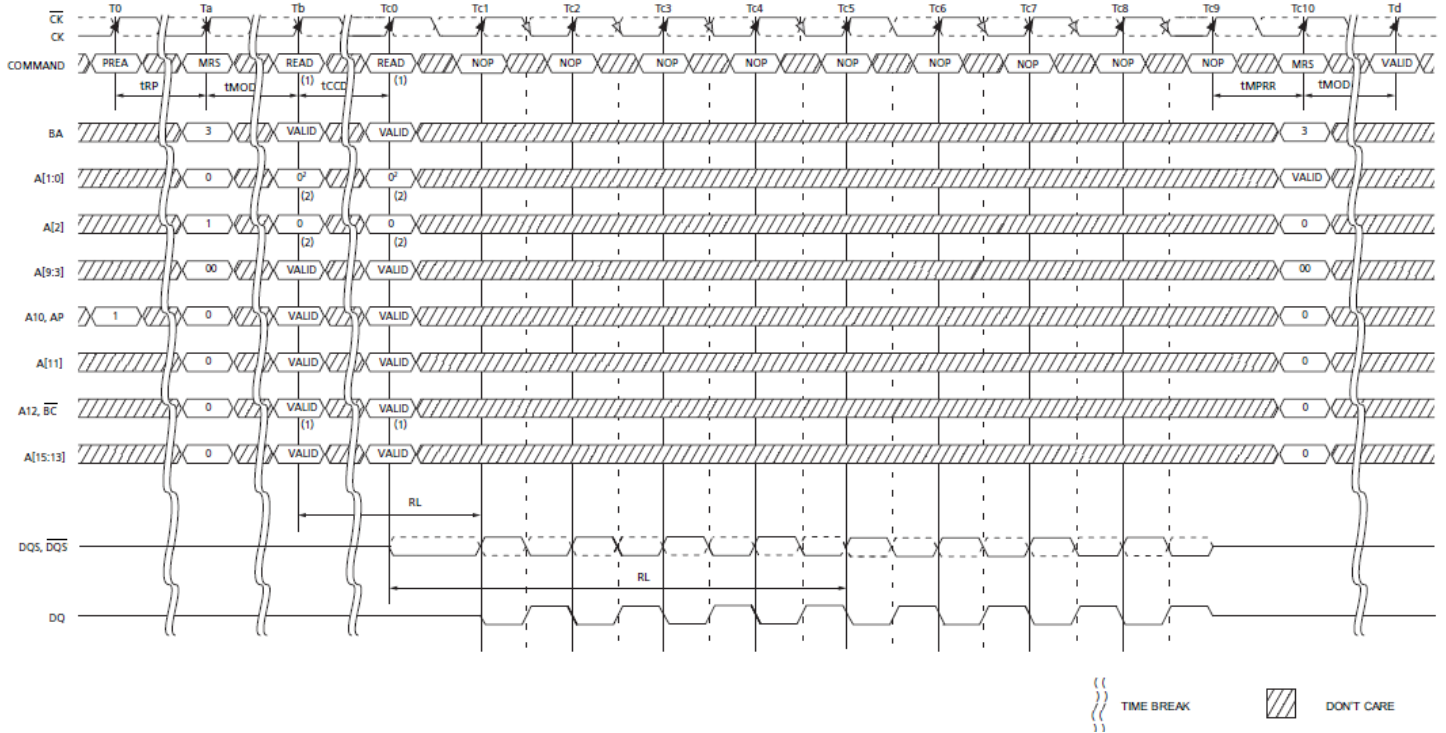 T0 Ta Tb Tc0 Tc1 Tc2 Tc3 Tc4 Tc5 Tc6 Tc7 Tc8 Tc9 Tc10 Td
CK
CK
COMMAND PREA MRS READ READ NOP NOP NOP NOP NOP NOP NOP NOP NOP MRS VALID
(1) (1)
tRP tMOD tCCD tMPRR tMOD
BA 3 VALID VALID 3
A[1:0] 0² 0² VALID 0
(2) (2)
A[2] 1 0 0 0
(2) (2)
A[9:3] 00 VALID VALID 00
A10, AP 1 0 VALID VALID 0
A[11] 0 VALID VALID 0
A12, BC 0 VALID VALID 0
(1) (1)
A[15:13] 0 VALID VALID 0
RL
DQS, DQS
RL
DQ
TIME BREAK DON'T CARE